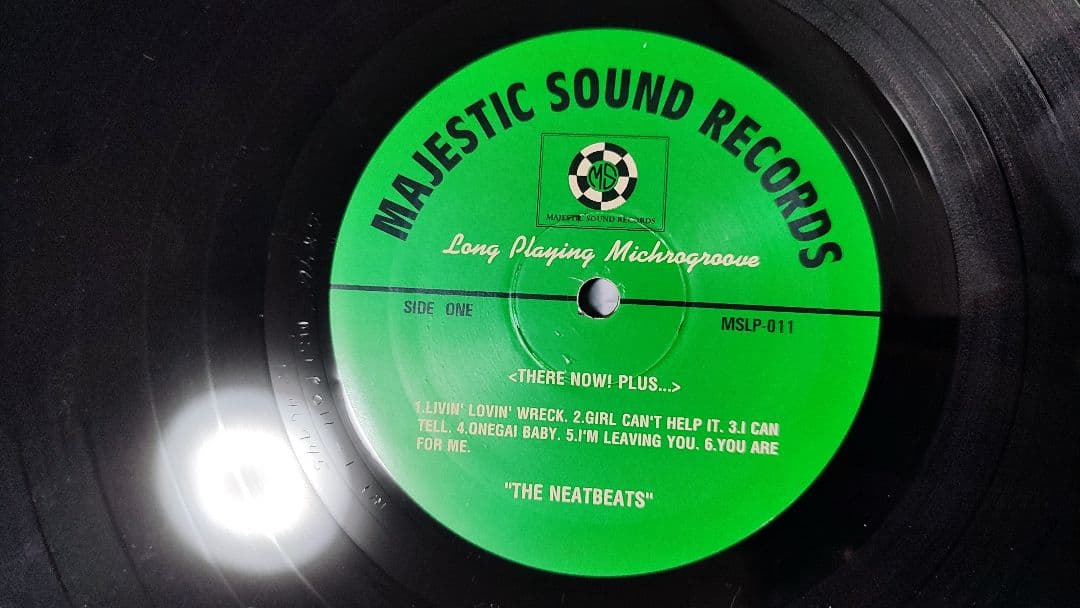 MAJESTIC SOUND RECORDS
MS
MAJESTIC SOUND RECORDS
Long Playing Michrogroove
SIDE ONE
MSLP-011
<THERE NOW! PLUS...>
1.LIVIN' LOVIN' WRECK. 2.GIRL CAN'T HELP IT. 3.I CAN
TELL. 4.ONEGAI BABY. 5.I'M LEAVING YOU. 6.YOU ARE
FOR ME.
"THE NEATBEATS"